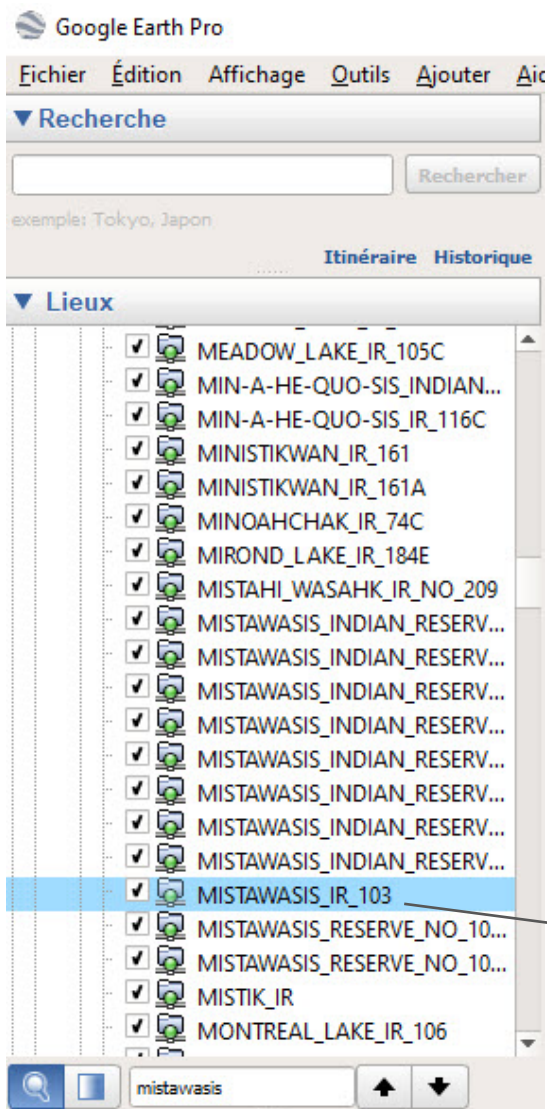 Google Earth Pro
Fichier Édition Affichage Outils Ajouter
Recherche
Rechercher
exemple: Tokyo, Japon
Itinéraire Historique
Lieux
MEADOW_LAKE_IR_105C
MIN-A-HE-QUO-SIS_INDIAN...
MIN-A-HE-QUO-SIS_IR_116C
MINISTIKWAN_IR_161
MINISTIKWAN_IR_161A
MINOAHCHAK_IR_74C
MIROND_LAKE_IR_184E
MISTAHI_WASAHK_IR_NO_209
MISTAWASIS_INDIAN_RESERV...
MISTAWASIS_INDIAN_RESERV...
MISTAWASIS_INDIAN_RESERV...
MISTAWASIS_INDIAN_RESERV...
MISTAWASIS_INDIAN_RESERV...
MISTAWASIS_INDIAN_RESERV...
MISTAWASIS_INDIAN_RESERV...
MISTAWASIS_INDIAN_RESERV...
MISTAWASIS_IR_103
MISTAWASIS_RESERVE_NO_10...
MISTAWASIS_RESERVE_NO_10...
MISTIK_IR
MONTREAL_LAKE_IR_106
mistawasis